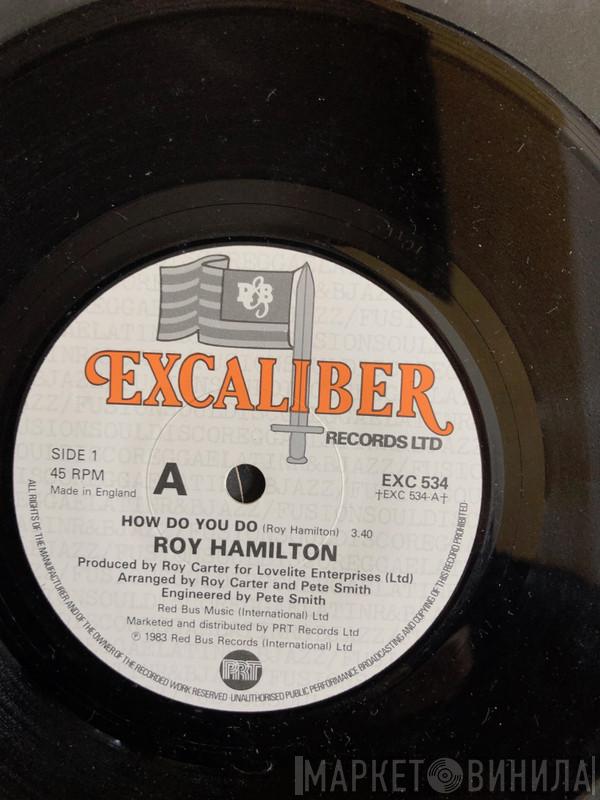 R&B
EXCALIBER
RECORDS LTD
SIDE 1
45 RPM
Made in England
A
EXC 534
†EXC 534-A†
HOW DO YOU DO (Roy Hamilton) 3.40
ROY HAMILTON
Produced by Roy Carter for Lovelite Enterprises (Ltd)
Arranged by Roy Carter and Pete Smith
Engineered by Pete Smith
Red Bus Music (International) Ltd
Marketed and distributed by PRT Records Ltd
℗ 1983 Red Bus Records (International) Ltd
PRT
ALL RIGHTS OF THE MANUFACTURER AND OF THE OWNER OF THE RECORDED WORK RESERVED · UNAUTHORISED PUBLIC PERFORMANCE BROADCASTING AND COPYING OF THIS RECORD PROHIBITED ·
МАРКЕТ ВИНИЛА